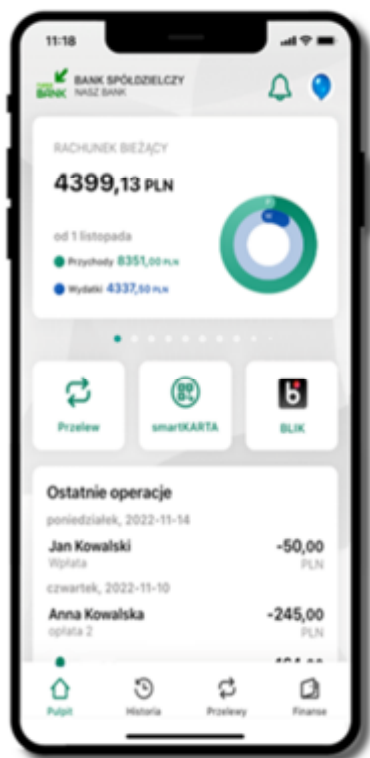 11:18
BANK SPÓŁDZIELCZY
BANK NASZ BANK
RACHUNEK BIEŻĄCY
4399,13 PLN
od 1 listopada
Przychody 8351,00 PLN
Wydatki 4337,50 PLN
Przelew
smartKARTA
BLIK
Ostatnie operacje
poniedziałek, 2022-11-14
Jan Kowalski -50,00
Wpłata PLN
czwartek, 2022-11-10
Anna Kowalska -245,00
opłata 2 PLN
Pulpit Historia Przelewy Finanse